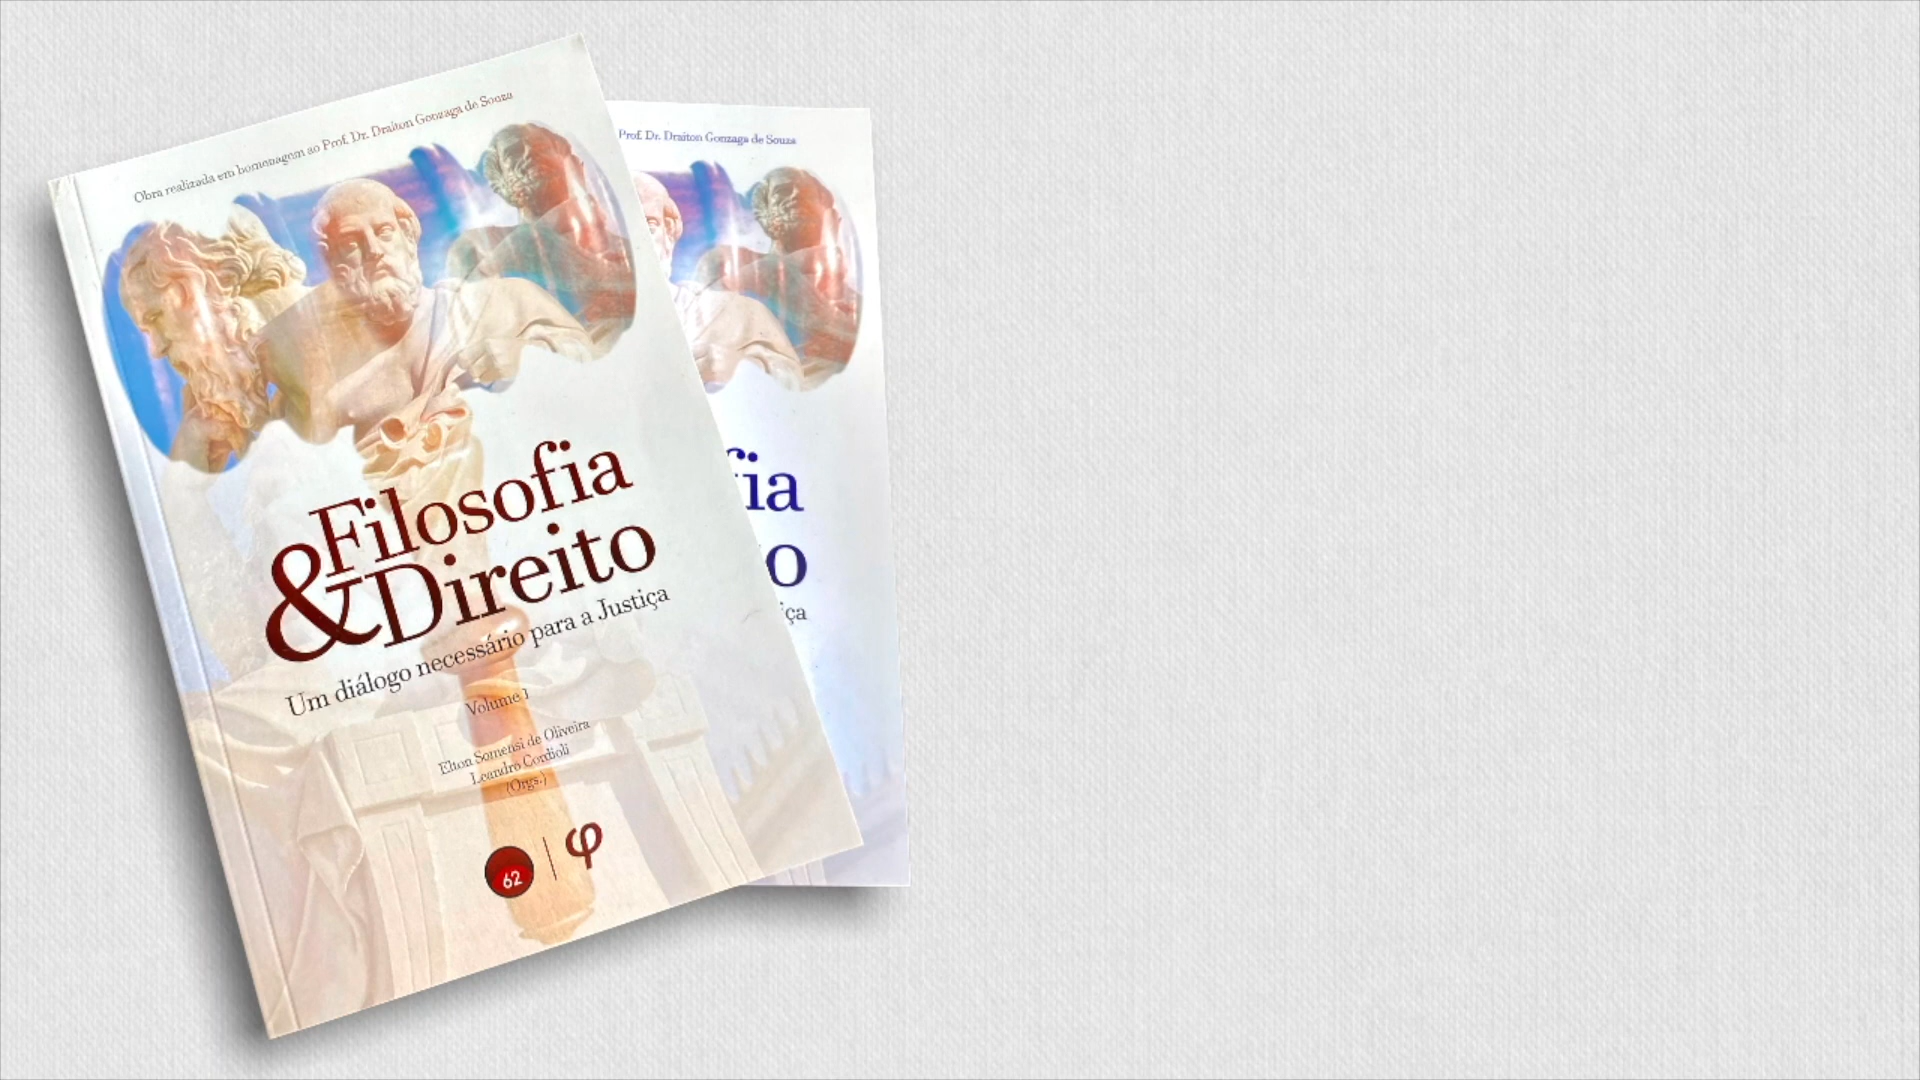 Obra realizada em homenagem ao Prof. Dr. Draiton Gonzaga de Souza
Filosofia
&Direito
Um diálogo necessário para a Justiça
Volume 1
Elton Somensi de Oliveira
Leandro Cordioli
(Orgs.)
62 | φ
Prof. Dr. Draiton Gonzaga de Souza
fia
o
iça